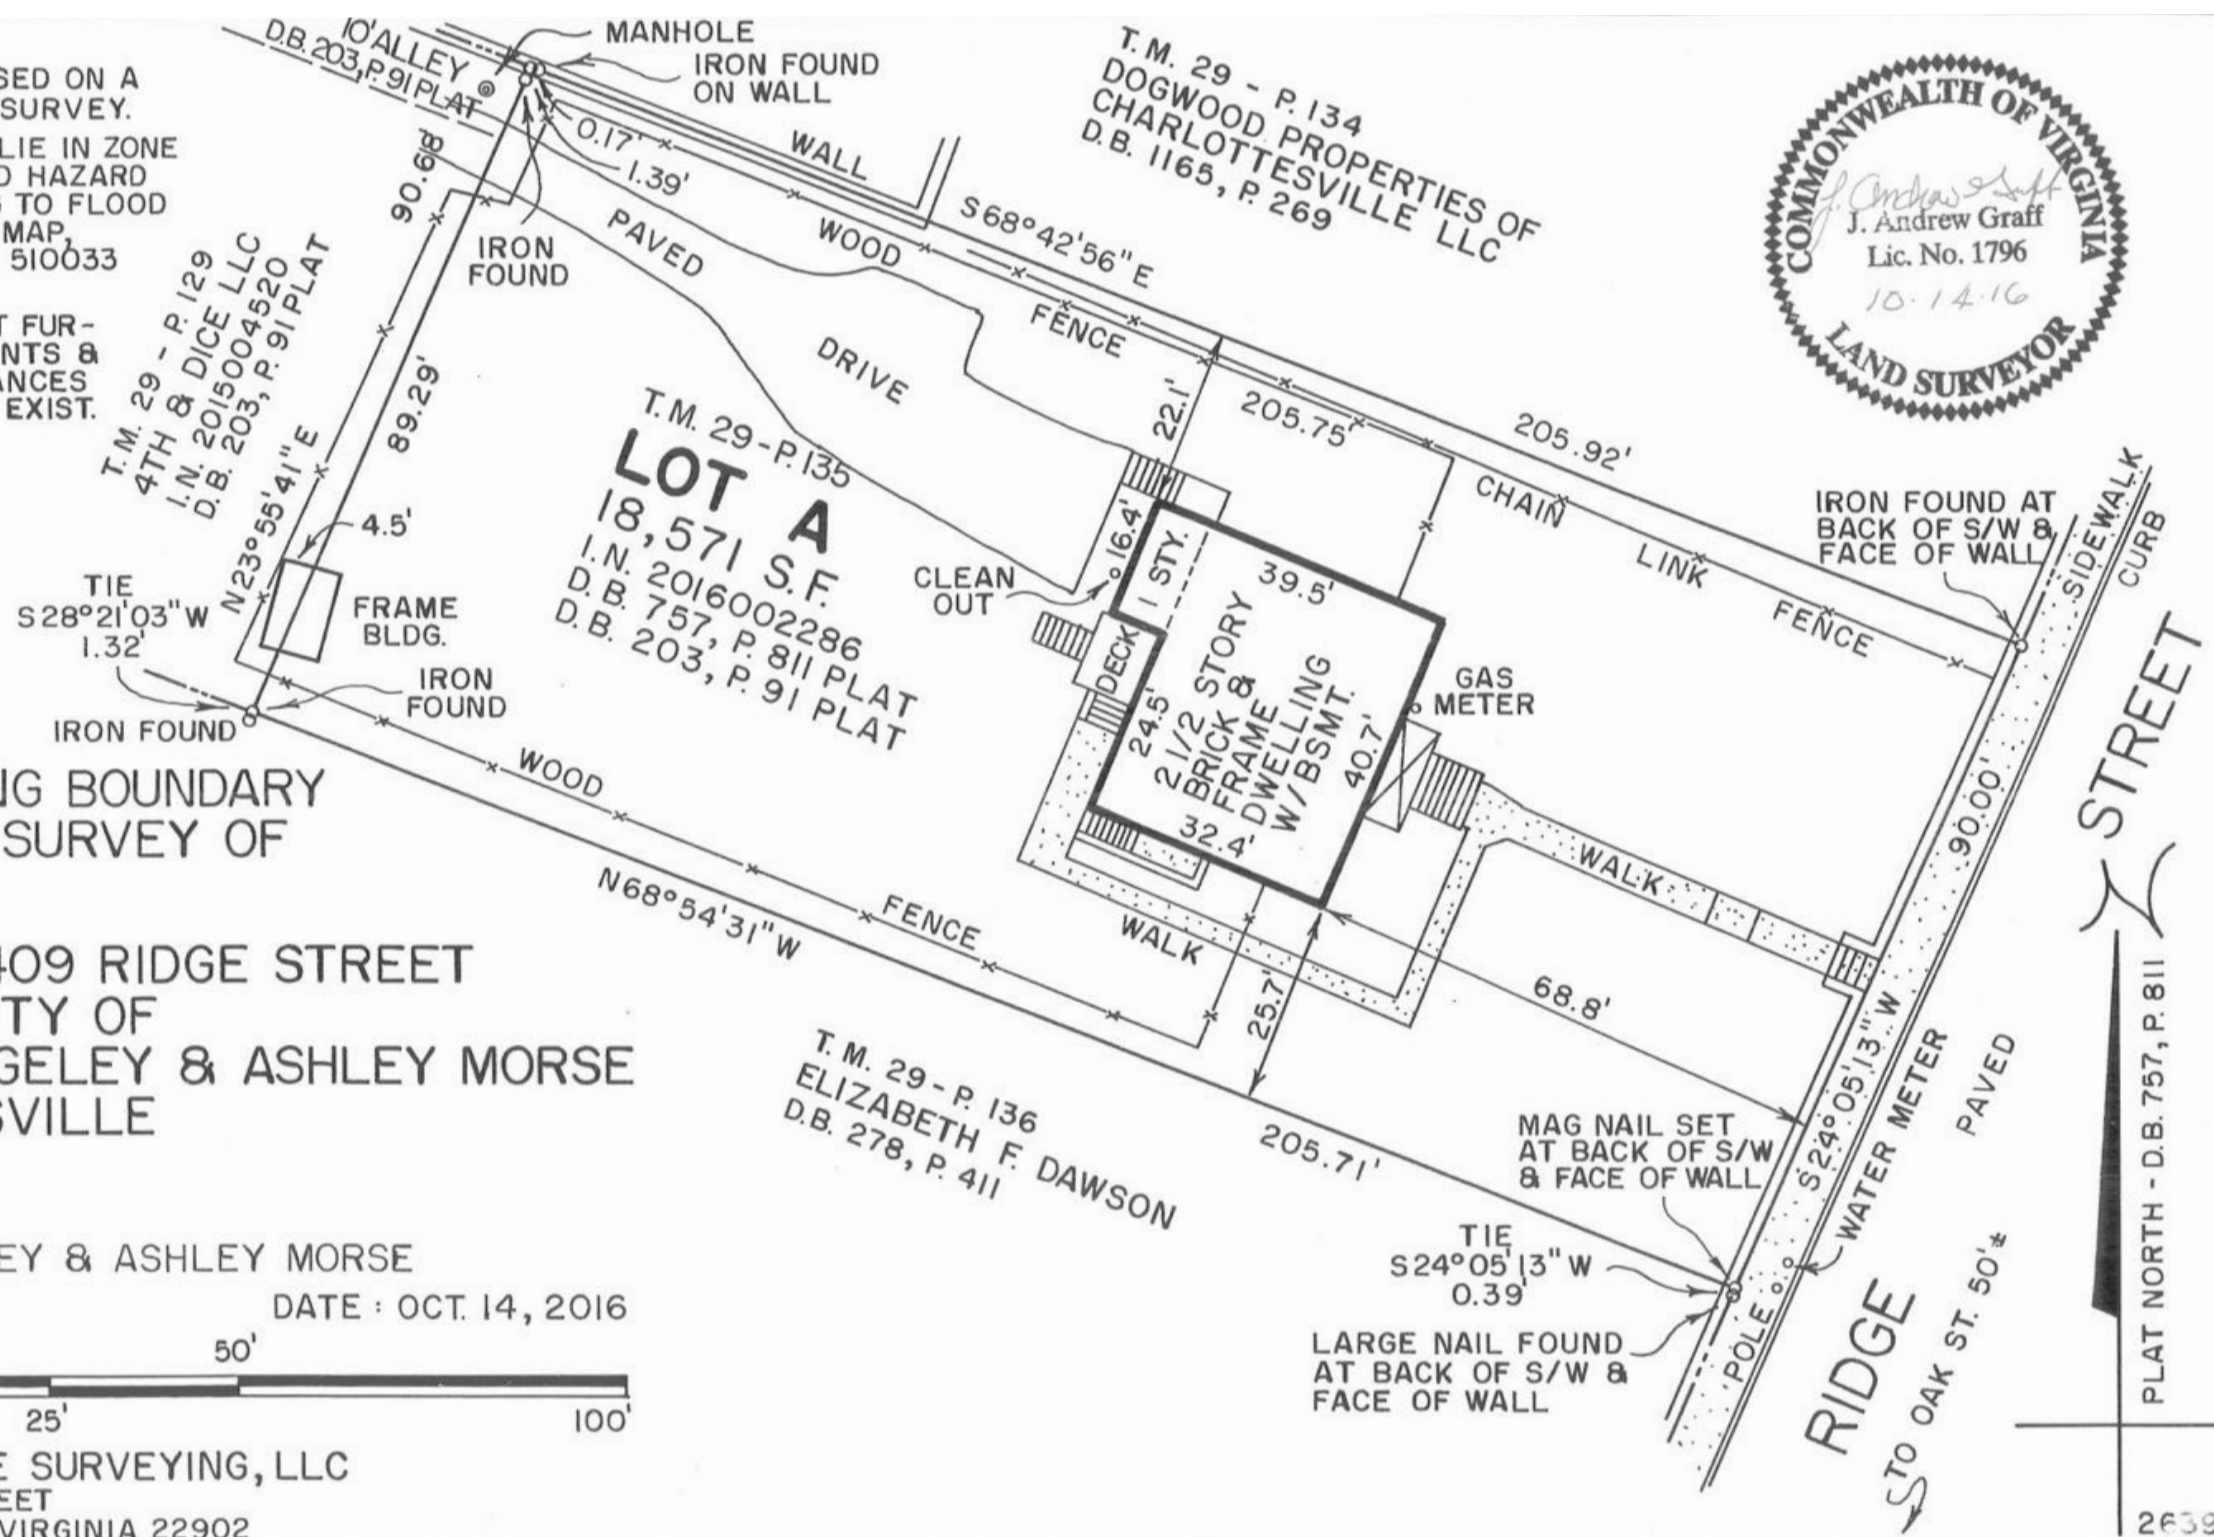 10' ALLEY
D.B. 203, P. 91 PLAT
MANHOLE
IRON FOUND
ON WALL
T. M. 29 - P. 134
DOGWOOD PROPERTIES OF
CHARLOTTESVILLE LLC
D.B. 1165, P. 269
COMMONWEALTH OF VIRGINIA
J. Andrew Graff
J. Andrew Graff
Lic. No. 1796
10·14·16
LAND SURVEYOR
SED ON A
SURVEY.
LIE IN ZONE
D HAZARD
G TO FLOOD
MAP,
510033
T FUR-
NTS &
ANCES
EXIST.
0.17'
1.39'
WALL
90.68'
IRON
FOUND
PAVED
DRIVE
WOOD
FENCE
S68°42'56"E
T. M. 29 - P. 129
4TH & DICE LLC
I. N. 2015004520
D.B. 203, P. 91 PLAT
89.29'
N23°55'41"E
22.1'
205.75'
205.92'
CHAIN
LINK
FENCE
IRON FOUND AT
BACK OF S/W &
FACE OF WALL
SIDEWALK
CURB
T. M. 29 - P. 135
LOT A
18,571 S.F.
I. N. 2016002286
D. B. 757, P. 811 PLAT
D. B. 203, P. 91 PLAT
4.5'
TIE
S28°21'03"W
1.32'
FRAME
BLDG.
IRON
FOUND
IRON FOUND
CLEAN
OUT
16.4'
1 STY.
39.5'
DECK
24.5'
2 1/2 STORY
BRICK &
FRAME
DWELLING
W/BSMT.
40.7'
32.4'
GAS
METER
WOOD
FENCE
N68°54'31"W
WALK
WALK
90.00'
25.7'
68.8'
S24°05'13"W
WATER METER
PAVED
RIDGE STREET
NG BOUNDARY
SURVEY OF
409 RIDGE STREET
TY OF
GELEY & ASHLEY MORSE
SVILLE
T. M. 29 - P. 136
ELIZABETH F. DAWSON
D.B. 278, P. 411
205.71'
MAG NAIL SET
AT BACK OF S/W
& FACE OF WALL
TIE
S24°05'13"W
0.39'
LARGE NAIL FOUND
AT BACK OF S/W &
FACE OF WALL
POLE
TO OAK ST. 50'±
PLAT NORTH - D.B. 757, P. 811
EY & ASHLEY MORSE
DATE : OCT. 14, 2016
50'
25'
100'
E SURVEYING, LLC
EET
VIRGINIA 22902
2639